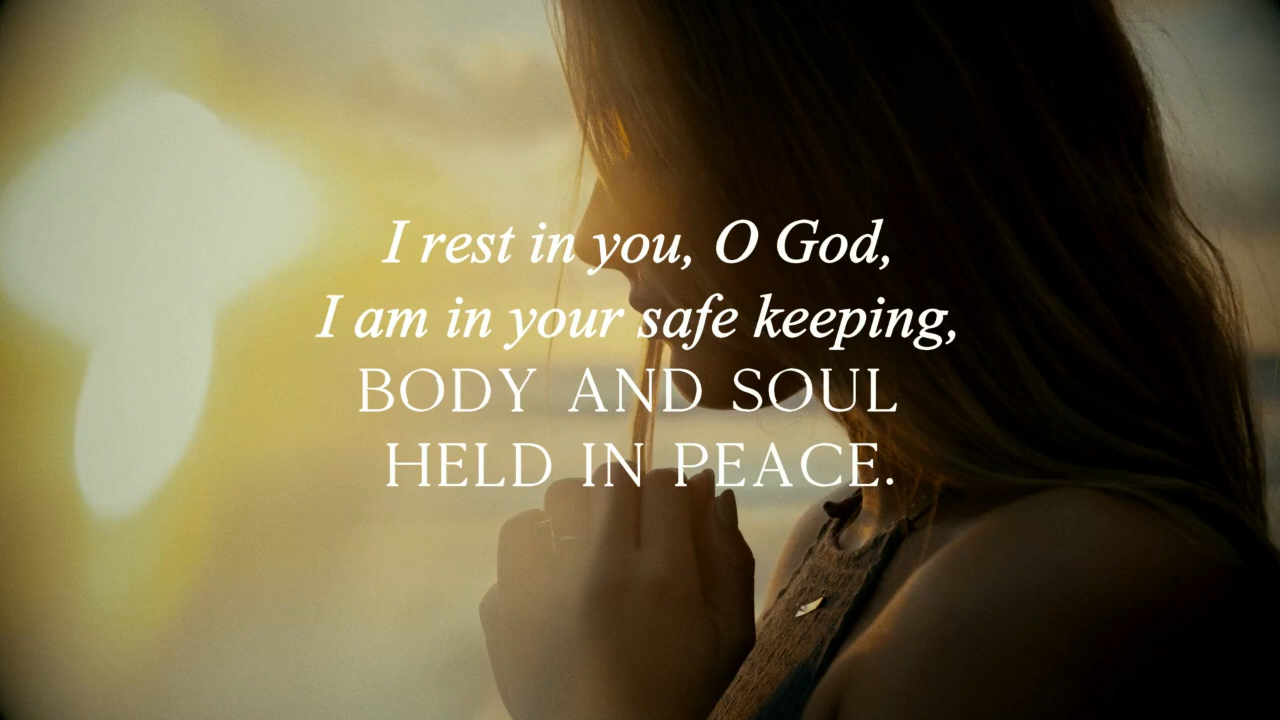 I rest in you, O God,
I am in your safe keeping,
BODY AND SOUL
HELD IN PEACE.